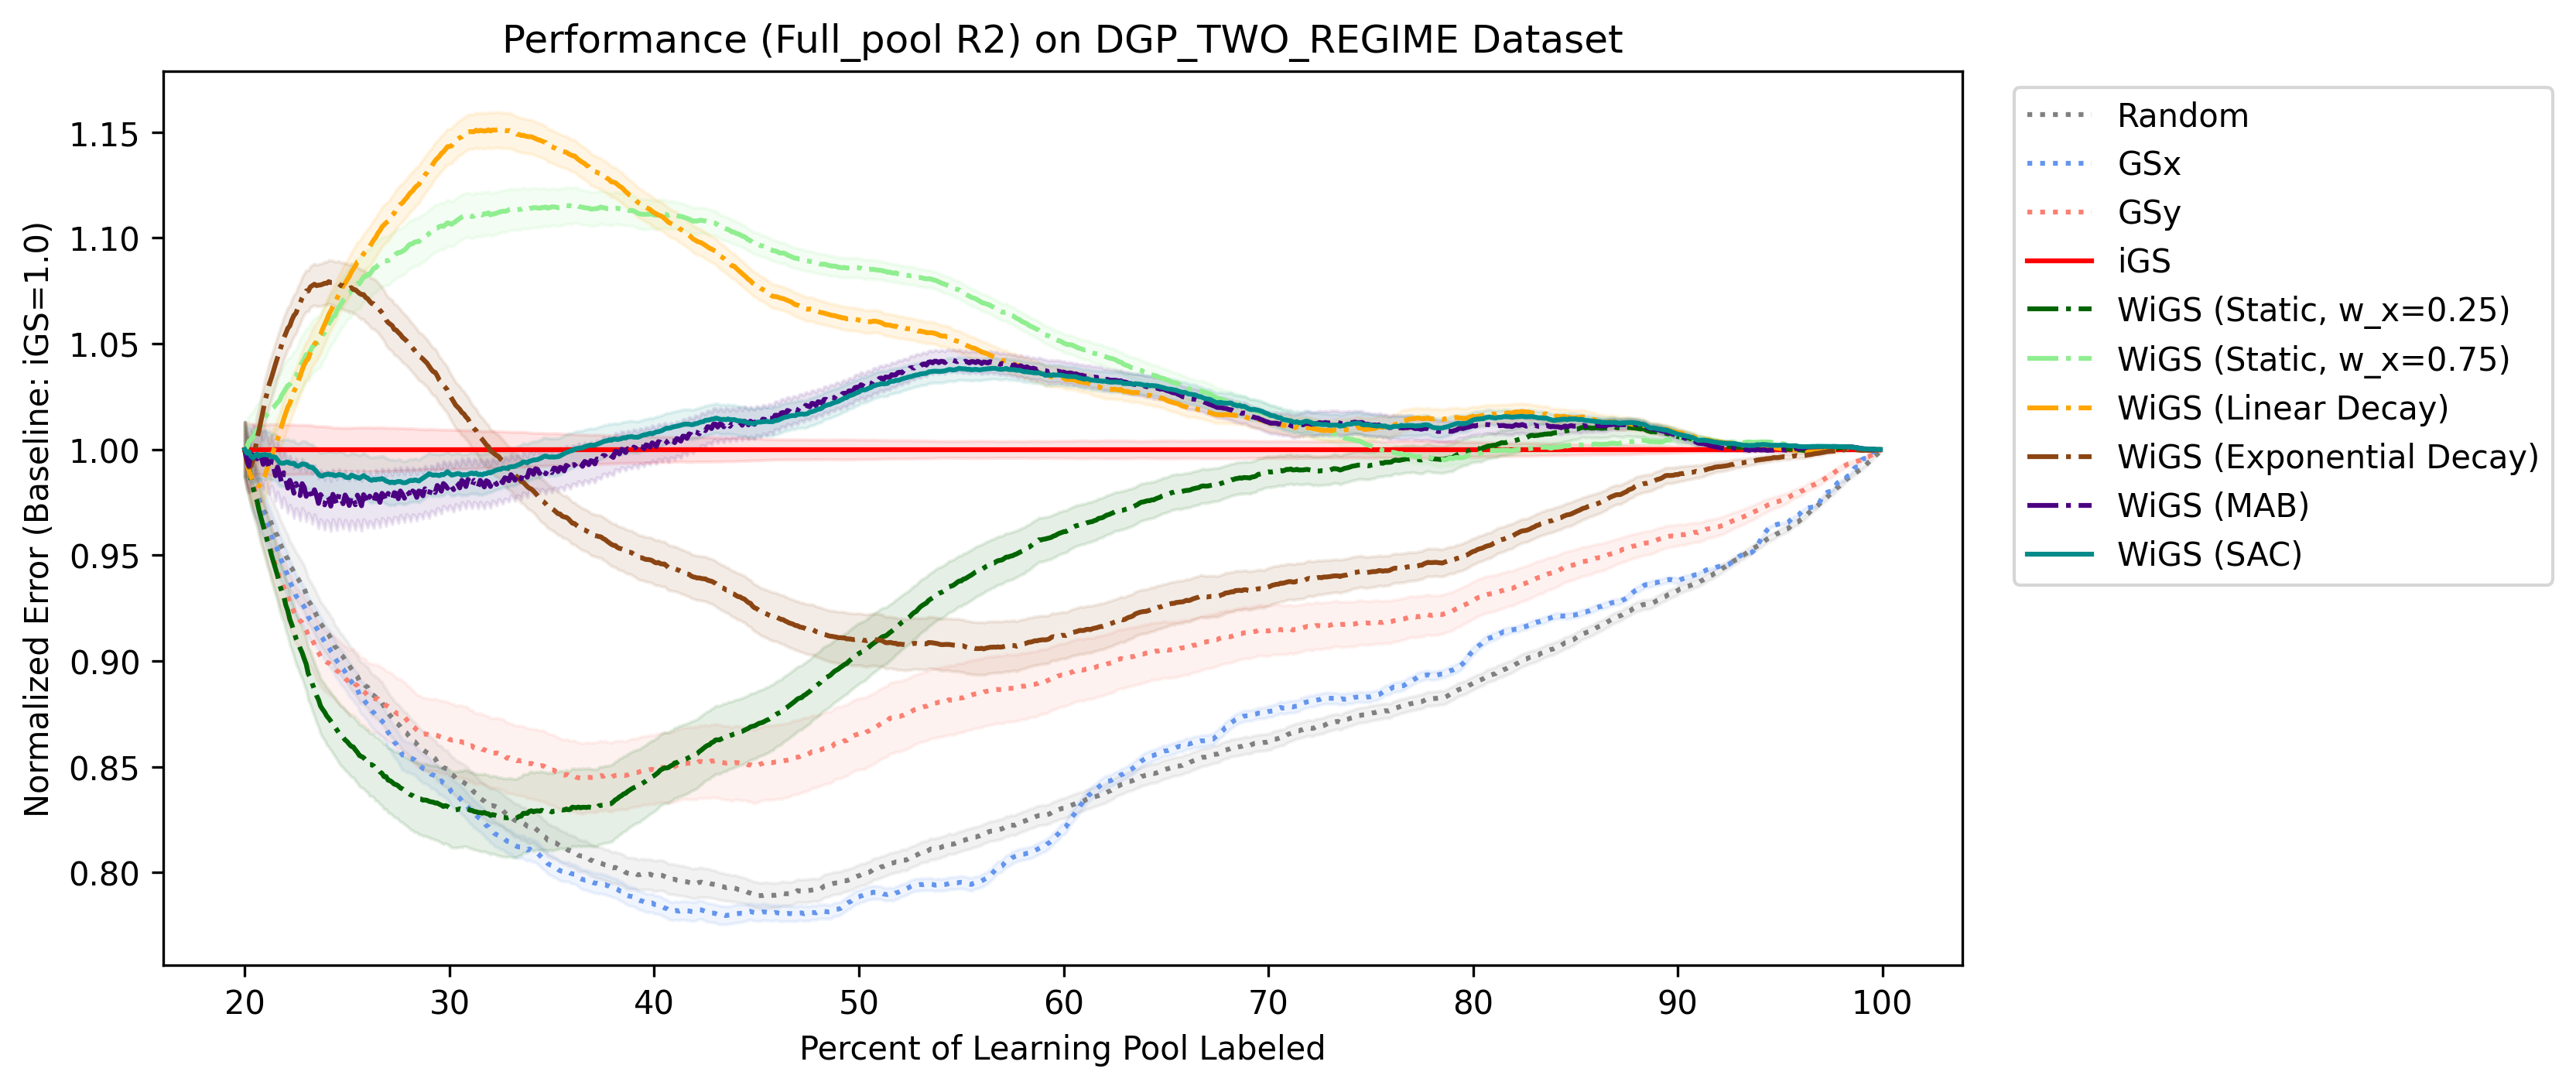 Performance (Full_pool R2) on DGP_TWO_REGIME Dataset
Normalized Error (Baseline: iGS=1.0)
1.15
1.10
1.05
1.00
0.95
0.90
0.85
0.80
20 30 40 50 60 70 80 90 100
Percent of Learning Pool Labeled
Random
GSx
GSy
iGS
WiGS (Static, w_x=0.25)
WiGS (Static, w_x=0.75)
WiGS (Linear Decay)
WiGS (Exponential Decay)
WiGS (MAB)
WiGS (SAC)